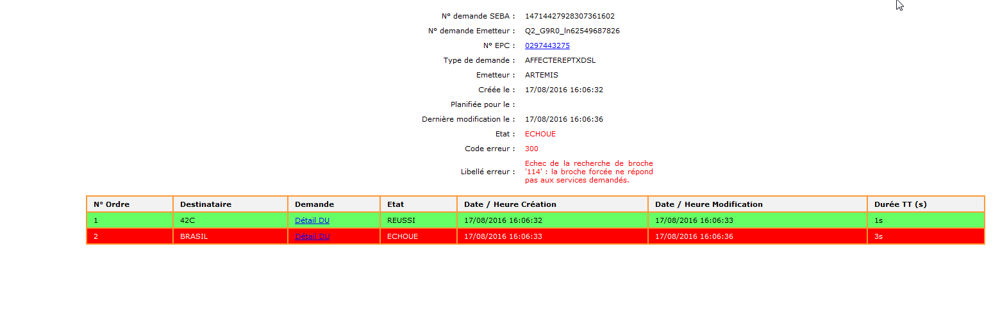 N° demande SEBA : 14714427928307361602
N° demande Emetteur : Q2_G9R0_ln62549687826
N° EPC : 0297443275
Type de demande : AFFECTEREPTXDSL
Emetteur : ARTEMIS
Créée le : 17/08/2016 16:06:32
Planifiée pour le :
Dernière modification le : 17/08/2016 16:06:36
Etat : ECHOUE
Code erreur : 300
Libellé erreur : Echec de la recherche de broche
'114' : la broche forcée ne répond
pas aux services demandés.
N° Ordre Destinataire Demande Etat Date / Heure Création Date / Heure Modification Durée TT (s)
1 42C Détail DU REUSSI 17/08/2016 16:06:32 17/08/2016 16:06:33 1s
2 BRASIL Détail DU ECHOUE 17/08/2016 16:06:33 17/08/2016 16:06:36 3s